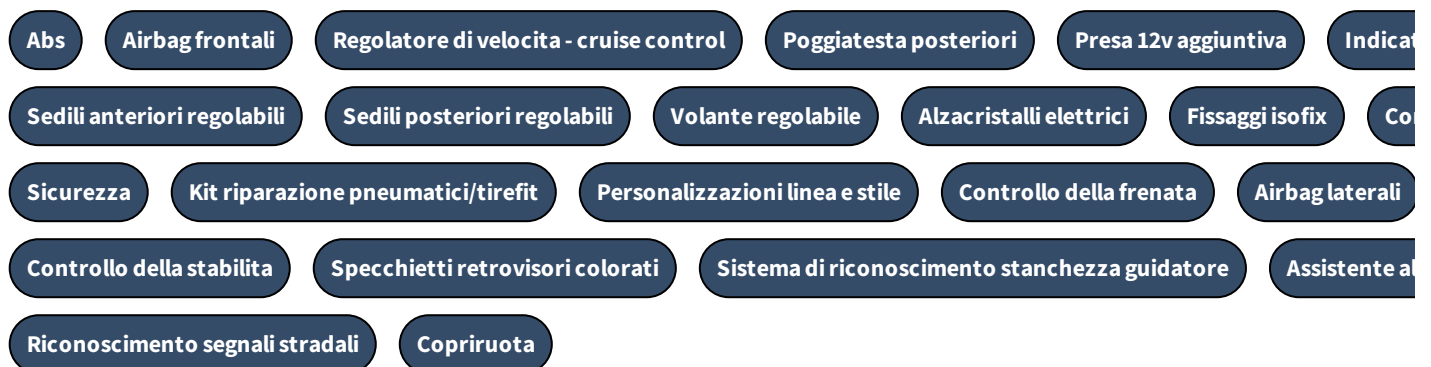 Abs Airbag frontali Regolatore di velocita - cruise control Poggiatesta posteriori Presa 12v aggiuntiva
Sedili anteriori regolabili Sedili posteriori regolabili Volante regolabile Alzacristalli elettrici Fissaggi isofix
Sicurezza Kit riparazione pneumatici/tirefit Personalizzazioni linea e stile Controllo della frenata Airbag laterali
Controllo della stabilita Specchietti retrovisori colorati Sistema di riconoscimento stanchezza guidatore Assistente
Riconoscimento segnali stradali Copriruota